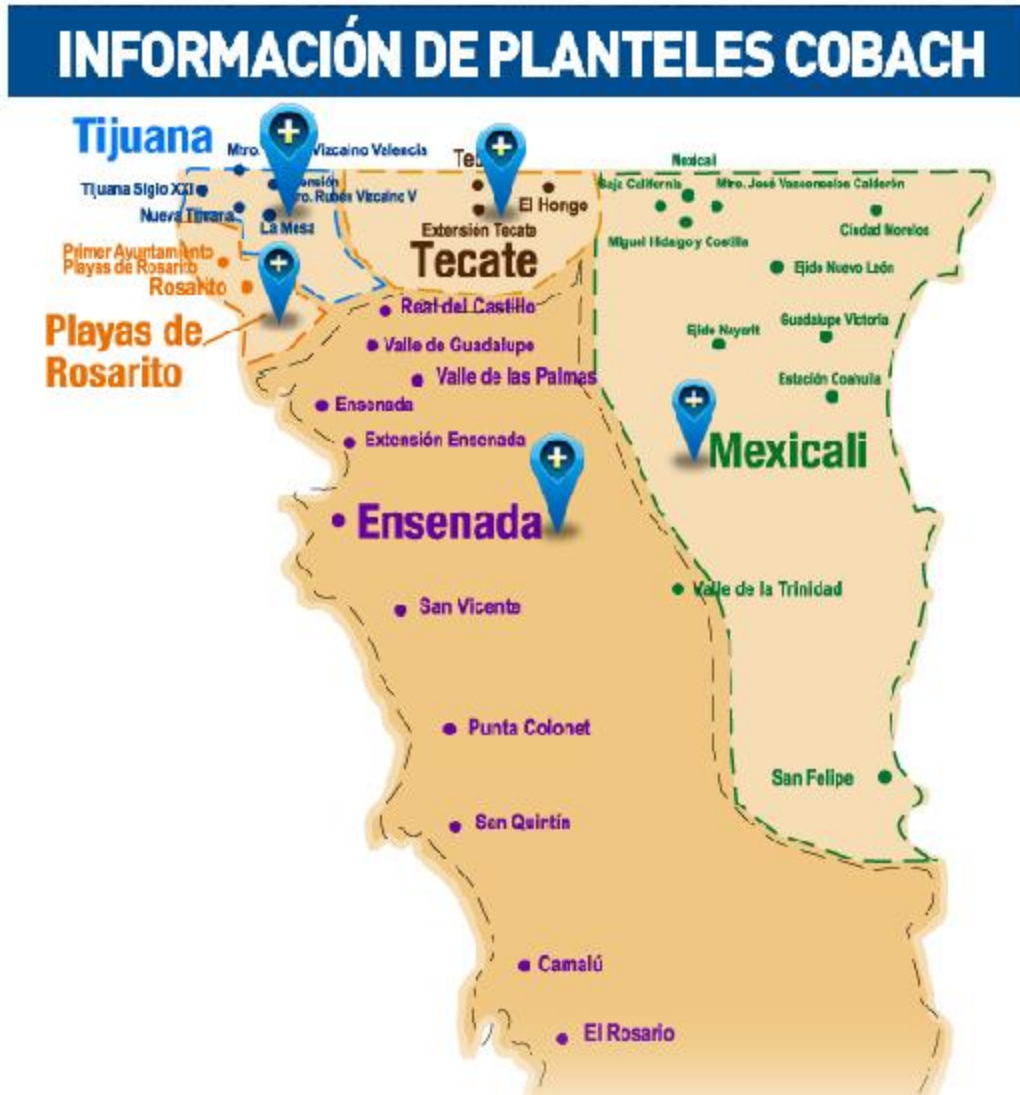 INFORMACIÓN DE PLANTELES COBACH
Tijuana
Mtro. Vizcaino Valencia
Tijuana Siglo XXI
Mtro. Rubén Vizcaino V
Nueva Tijuana
La Mesa
Primer Ayuntamiento
Playas de Rosarito
Rosarito
Playas de
Rosarito
El Hongo
Extensión Tecate
Tecate
Mexicali
Baja California
Mtro. José Vasconcelos Calderón
Miguel Hidalgo y Costilla
Ciudad Morelos
Ejido Nuevo León
Ejido Nayarit
Guadalupe Victoria
Estación Coahuila
Mexicali
Real del Castillo
Valle de Guadalupe
Valle de las Palmas
Ensenada
Extensión Ensenada
Ensenada
Valle de la Trinidad
San Vicente
Punta Colonet
San Felipe
San Quintín
Camalú
El Rosario